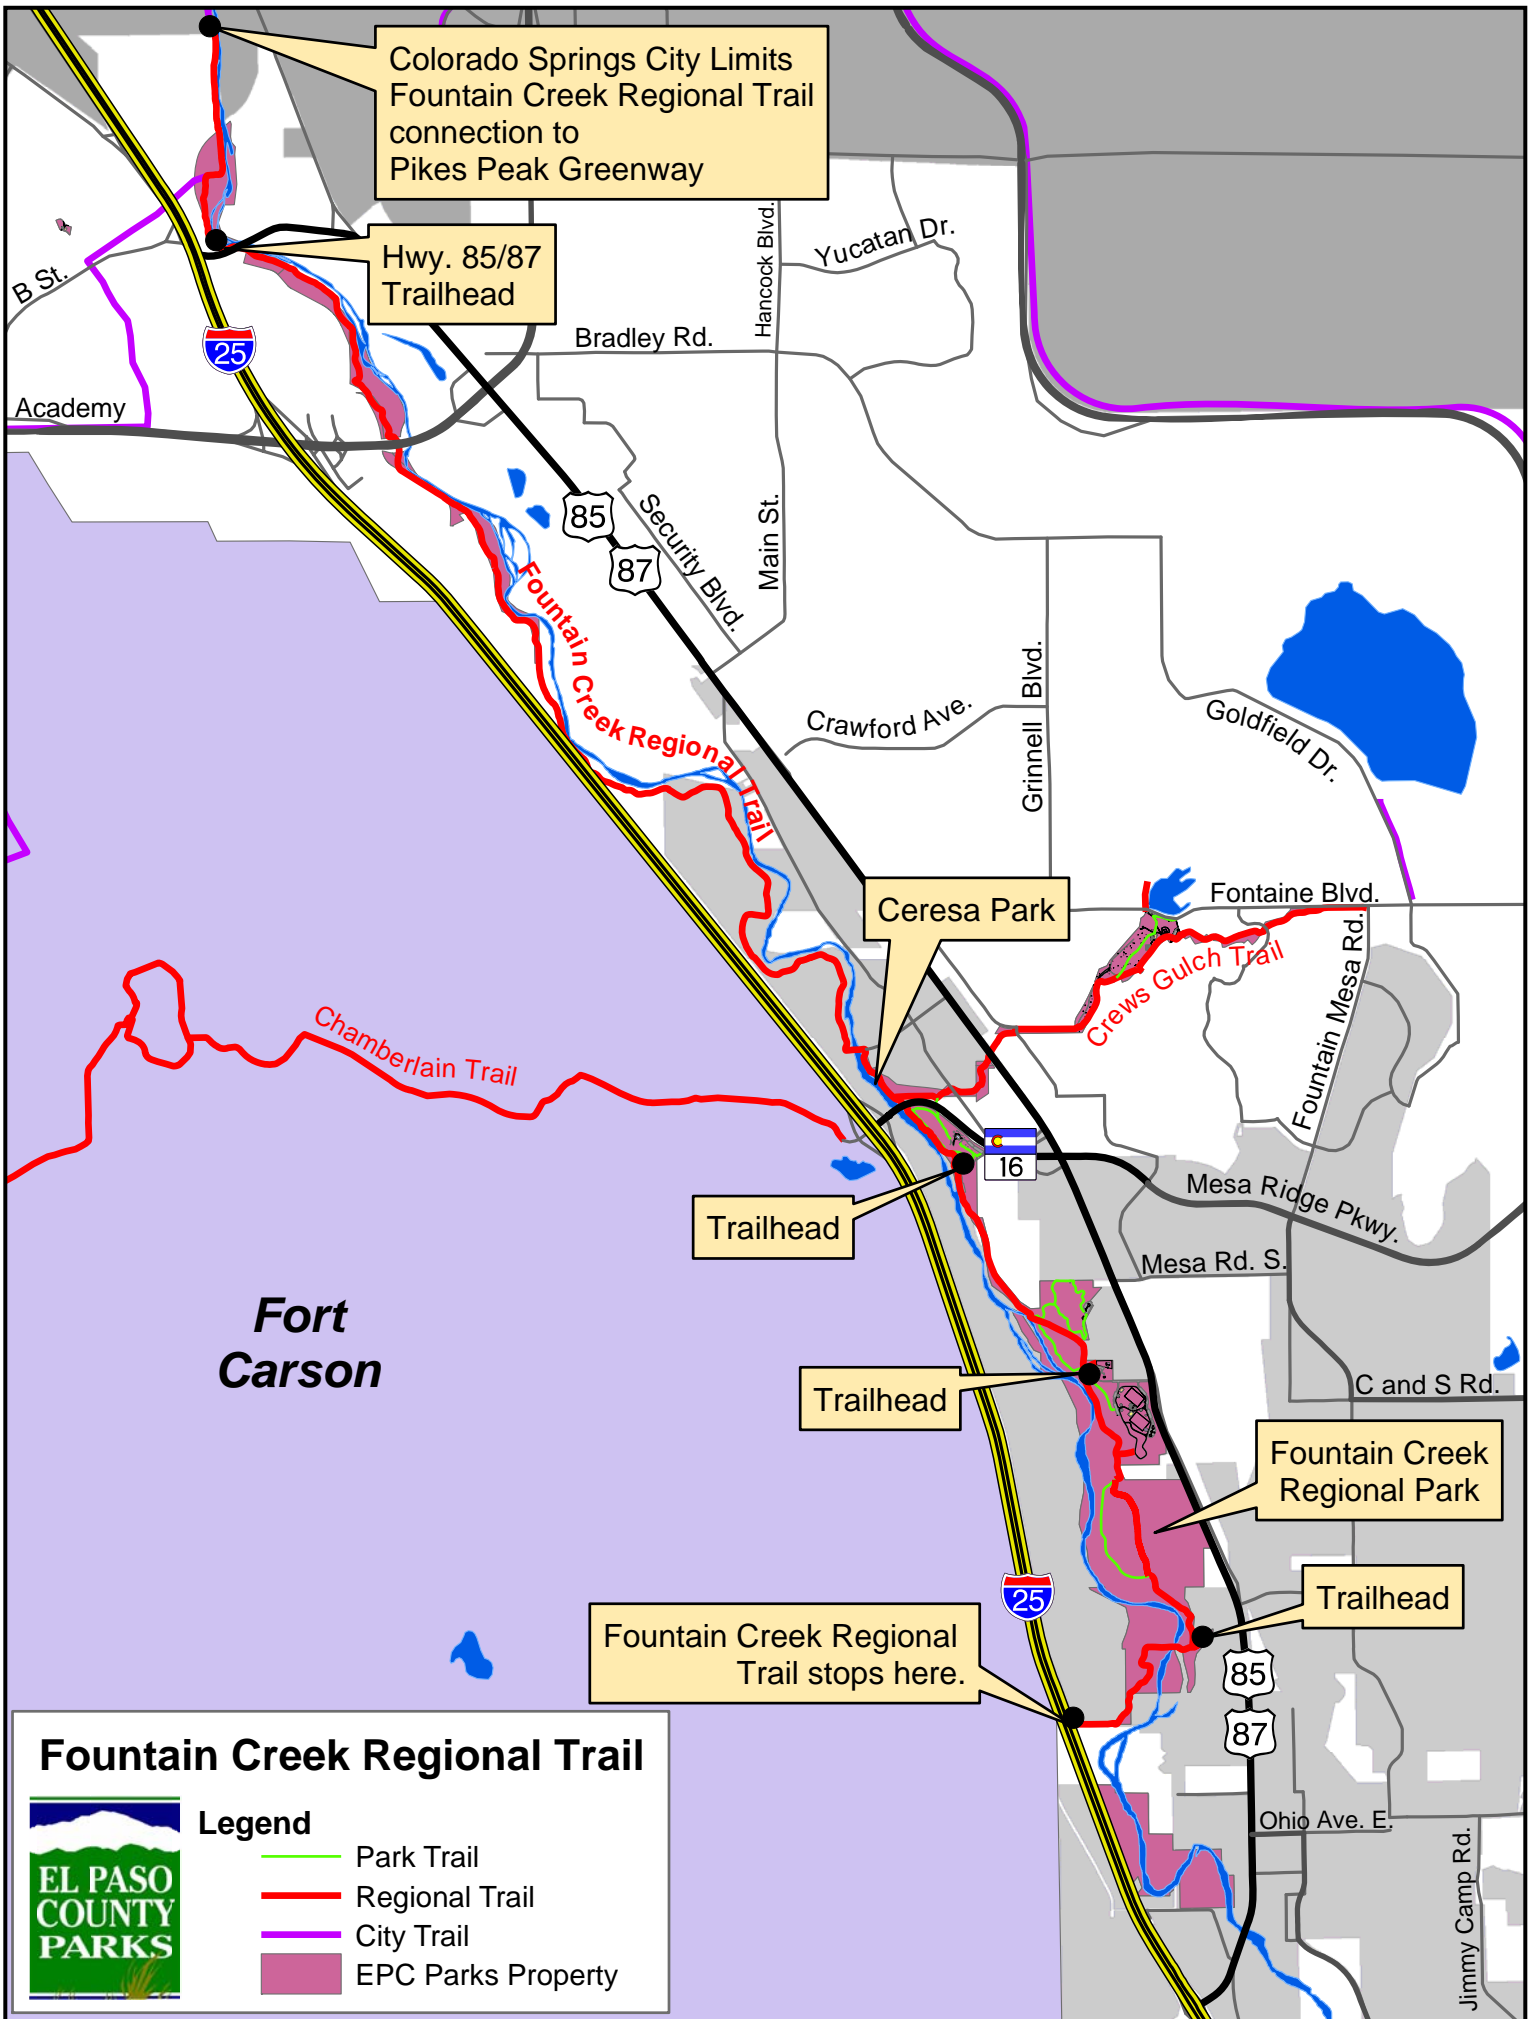 Colorado Springs City Limits
Fountain Creek Regional Trail
connection to
Pikes Peak Greenway
Hwy. 85/87
Trailhead
B St.
25
Academy
Hancock Blvd.
Yucatan Dr.
Bradley Rd.
85
87
Security Blvd.
Main St.
Fountain Creek Regional Trail
Crawford Ave.
Grinnell Blvd.
Goldfield Dr.
Ceresa Park
Fontaine Blvd.
Crews Gulch Trail
Fountain Mesa Rd.
Chamberlain Trail
16
Trailhead
Mesa Ridge Pkwy.
Mesa Rd. S.
Fort
Carson
Trailhead
C and S Rd.
Fountain Creek
Regional Park
25
Trailhead
Fountain Creek Regional
Trail stops here.
85
87
Ohio Ave. E.
Jimmy Camp Rd.
Fountain Creek Regional Trail
EL PASO
COUNTY
PARKS
Legend
Park Trail
Regional Trail
City Trail
EPC Parks Property